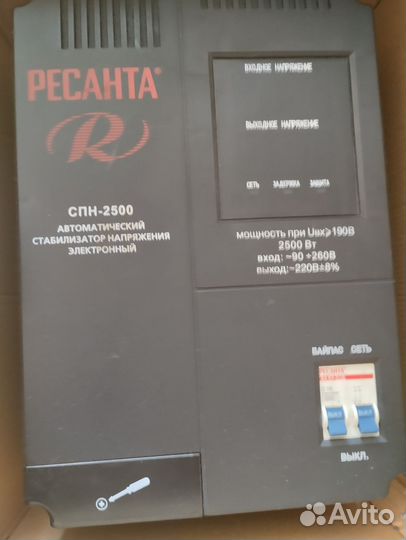 РЕСАНТА®
R
СПН-2500
АВТОМАТИЧЕСКИЙ
СТАБИЛИЗАТОР НАПРЯЖЕНИЯ
ЭЛЕКТРОННЫЙ
ВХОДНОЕ НАПРЯЖЕНИЕ
ВЫХОДНОЕ НАПРЯЖЕНИЕ
СЕТЬ ЗАДЕРЖКА ЗАЩИТА
мощность при Uвх⩾190В
2500 Вт
вход: ~90 ÷260В
выход:~220В±8%
БАЙПАС СЕТЬ
РЕСАНТА
ВЫКЛ.
Avito